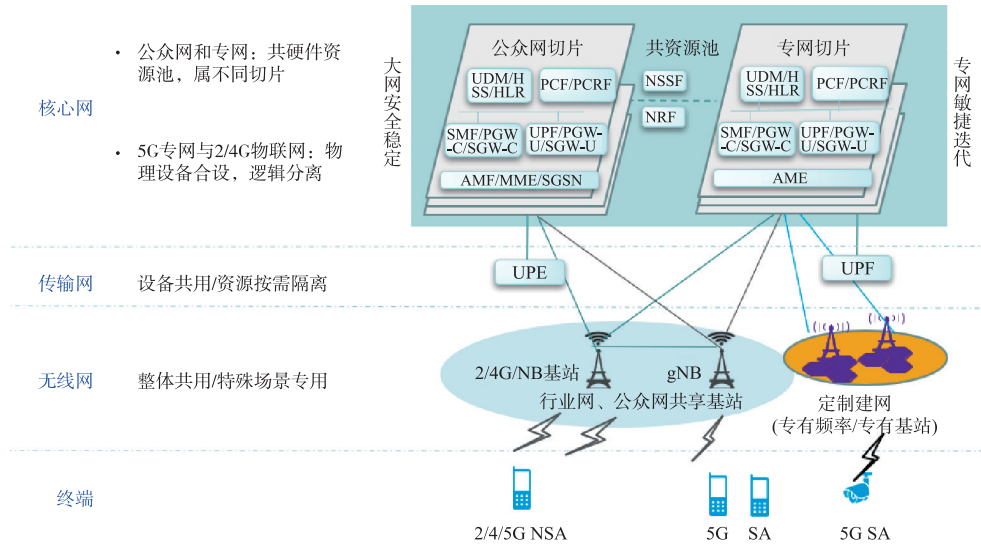 • 公众网和专网：共硬件资
源池，属不同切片
核心网
• 5G专网与2/4G物联网：物
理设备合设，逻辑分离
大网安全稳定
公众网切片
UDM/H
SS/HLR
PCF/PCRF
SMF/PGW
-C/SGW-C
UPF/PGW-
U/SGW-U
AMF/MME/SGSN
共资源池
NSSF
NRF
专网切片
UDM/H
SS/HLR
PCF/PCRF
SMF/PGW
-C/SGW-C
UPF/PGW-
U/SGW-U
AME
专网敏捷迭代
传输网
设备共用/资源按需隔离
UPE
UPF
无线网
整体共用/特殊场景专用
2/4G/NB基站
gNB
行业网、公众网共享基站
定制建网
(专有频率/专有基站)
终端
2/4/5G NSA
5G
SA
5G SA